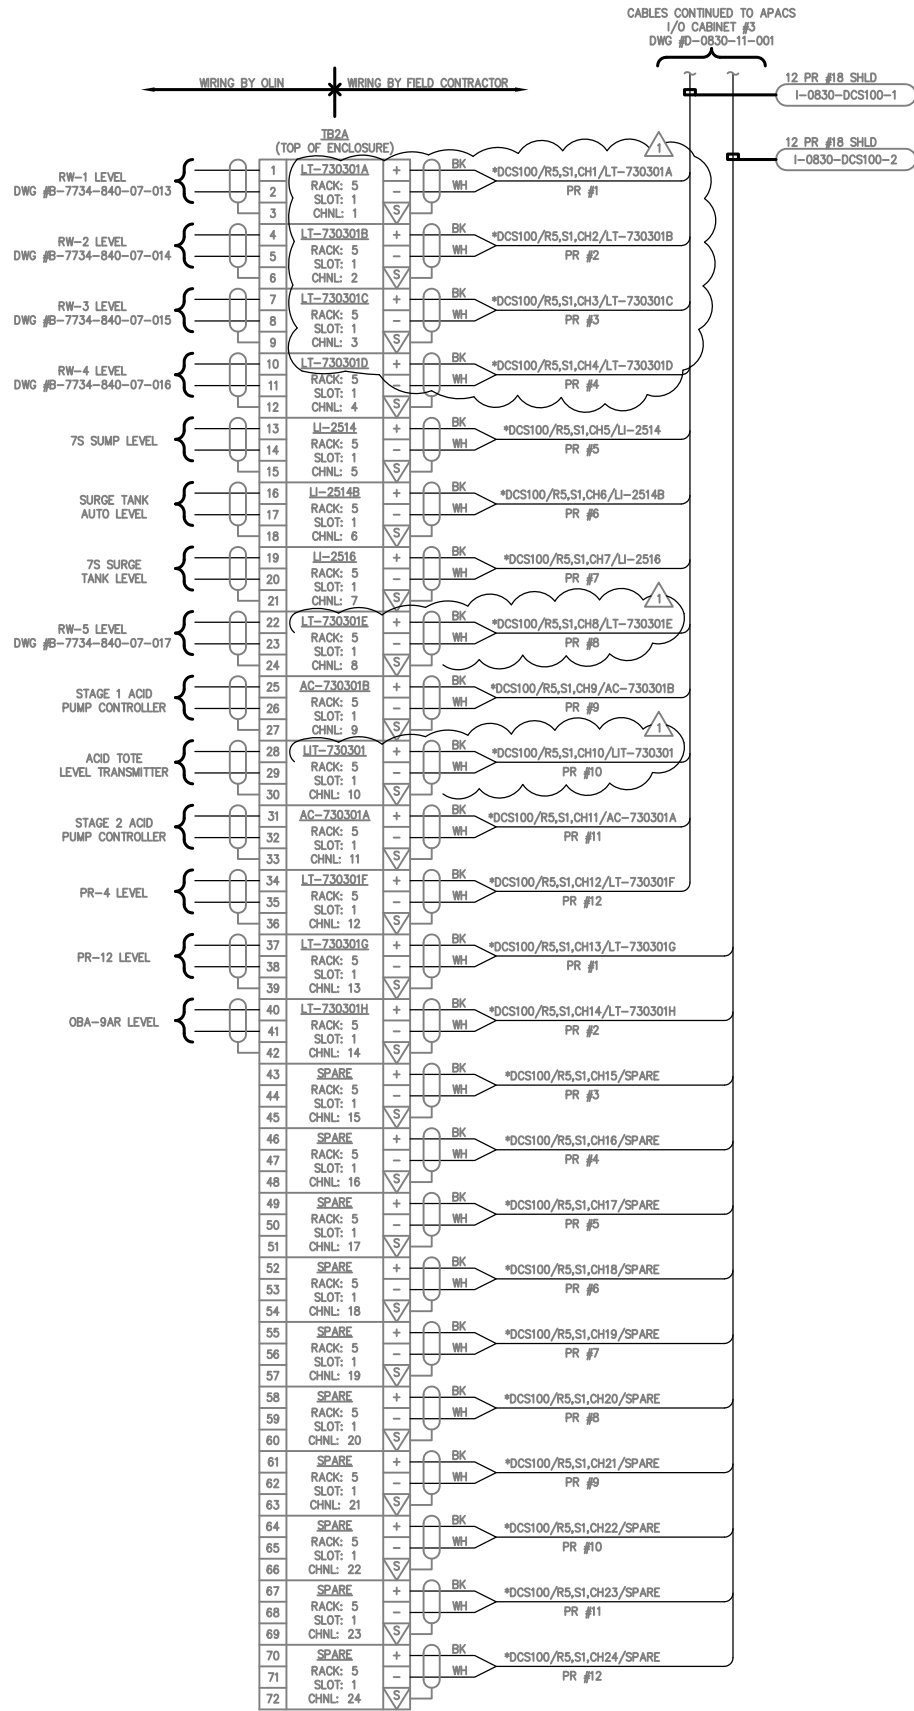 CABLES CONTINUED TO APACS
I/O CABINET #3
DWG #D-0830-11-001
12 PR #18 SHLD
I-0830-DCS100-1
12 PR #18 SHLD
I-0830-DCS100-2
WIRING BY OLIN
WIRING BY FIELD CONTRACTOR
TB2A
(TOP OF ENCLOSURE)
1
RW-1 LEVEL
DWG #B-7734-840-07-013
1 LT-730301A + BK *DCS100/R5,S1,CH1/LT-730301A
2 RACK: 5 - WH PR #1
SLOT: 1
3 CHNL: 1 S
RW-2 LEVEL
DWG #B-7734-840-07-014
4 LT-730301B + BK *DCS100/R5,S1,CH2/LT-730301B
5 RACK: 5 - WH PR #2
SLOT: 1
6 CHNL: 2 S
RW-3 LEVEL
DWG #B-7734-840-07-015
7 LT-730301C + BK *DCS100/R5,S1,CH3/LT-730301C
8 RACK: 5 - WH PR #3
SLOT: 1
9 CHNL: 3 S
RW-4 LEVEL
DWG #B-7734-840-07-016
10 LT-730301D + BK *DCS100/R5,S1,CH4/LT-730301D
11 RACK: 5 - WH PR #4
SLOT: 1
12 CHNL: 4 S
7S SUMP LEVEL
13 LI-2514 + BK *DCS100/R5,S1,CH5/LI-2514
14 RACK: 5 - WH PR #5
SLOT: 1
15 CHNL: 5 S
SURGE TANK
AUTO LEVEL
16 LI-2514B + BK *DCS100/R5,S1,CH6/LI-2514B
17 RACK: 5 - WH PR #6
SLOT: 1
18 CHNL: 6 S
7S SURGE
TANK LEVEL
19 LI-2516 + BK *DCS100/R5,S1,CH7/LI-2516
20 RACK: 5 - WH PR #7
SLOT: 1
21 CHNL: 7 S
1
RW-5 LEVEL
DWG #B-7734-840-07-017
22 LT-730301E + BK *DCS100/R5,S1,CH8/LT-730301E
23 RACK: 5 - WH PR #8
SLOT: 1
24 CHNL: 8 S
STAGE 1 ACID
PUMP CONTROLLER
25 AC-730301B + BK *DCS100/R5,S1,CH9/AC-730301B
26 RACK: 5 - WH PR #9
SLOT: 1
27 CHNL: 9 S
1
ACID TOTE
LEVEL TRANSMITTER
28 LIT-730301 + BK *DCS100/R5,S1,CH10/LIT-730301
29 RACK: 5 - WH PR #10
SLOT: 1
30 CHNL: 10 S
STAGE 2 ACID
PUMP CONTROLLER
31 AC-730301A + BK *DCS100/R5,S1,CH11/AC-730301A
32 RACK: 5 - WH PR #11
SLOT: 1
33 CHNL: 11 S
PR-4 LEVEL
34 LT-730301F + BK *DCS100/R5,S1,CH12/LT-730301F
35 RACK: 5 - WH PR #12
SLOT: 1
36 CHNL: 12 S
PR-12 LEVEL
37 LT-730301G + BK *DCS100/R5,S1,CH13/LT-730301G
38 RACK: 5 - WH PR #1
SLOT: 1
39 CHNL: 13 S
OBA-9AR LEVEL
40 LT-730301H + BK *DCS100/R5,S1,CH14/LT-730301H
41 RACK: 5 - WH PR #2
SLOT: 1
42 CHNL: 14 S
43 SPARE + BK *DCS100/R5,S1,CH15/SPARE
44 RACK: 5 - WH PR #3
SLOT: 1
45 CHNL: 15 S
46 SPARE + BK *DCS100/R5,S1,CH16/SPARE
47 RACK: 5 - WH PR #4
SLOT: 1
48 CHNL: 16 S
49 SPARE + BK *DCS100/R5,S1,CH17/SPARE
50 RACK: 5 - WH PR #5
SLOT: 1
51 CHNL: 17 S
52 SPARE + BK *DCS100/R5,S1,CH18/SPARE
53 RACK: 5 - WH PR #6
SLOT: 1
54 CHNL: 18 S
55 SPARE + BK *DCS100/R5,S1,CH19/SPARE
56 RACK: 5 - WH PR #7
SLOT: 1
57 CHNL: 19 S
58 SPARE + BK *DCS100/R5,S1,CH20/SPARE
59 RACK: 5 - WH PR #8
SLOT: 1
60 CHNL: 20 S
61 SPARE + BK *DCS100/R5,S1,CH21/SPARE
62 RACK: 5 - WH PR #9
SLOT: 1
63 CHNL: 21 S
64 SPARE + BK *DCS100/R5,S1,CH22/SPARE
65 RACK: 5 - WH PR #10
SLOT: 1
66 CHNL: 22 S
67 SPARE + BK *DCS100/R5,S1,CH23/SPARE
68 RACK: 5 - WH PR #11
SLOT: 1
69 CHNL: 23 S
70 SPARE + BK *DCS100/R5,S1,CH24/SPARE
71 RACK: 5 - WH PR #12
SLOT: 1
72 CHNL: 24 S